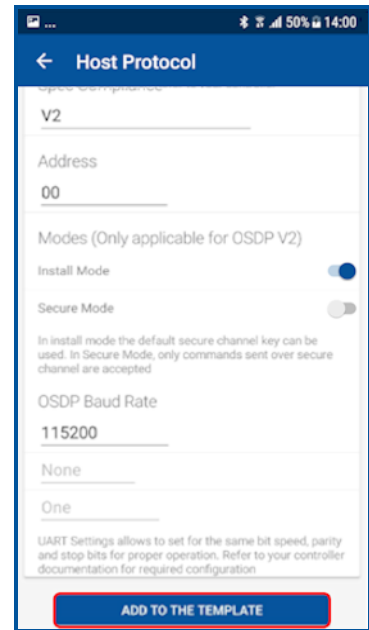 ... 50% 14:00
Host Protocol
V2
Address
00
Modes (Only applicable for OSDP V2)
Install Mode
Secure Mode
In install mode the default secure channel key can be
used. In Secure Mode, only commands sent over secure
channel are accepted
OSDP Baud Rate
115200
None
One
UART Settings allows to set for the same bit speed, parity
and stop bits for proper operation. Refer to your controller
documentation for required configuration
ADD TO THE TEMPLATE